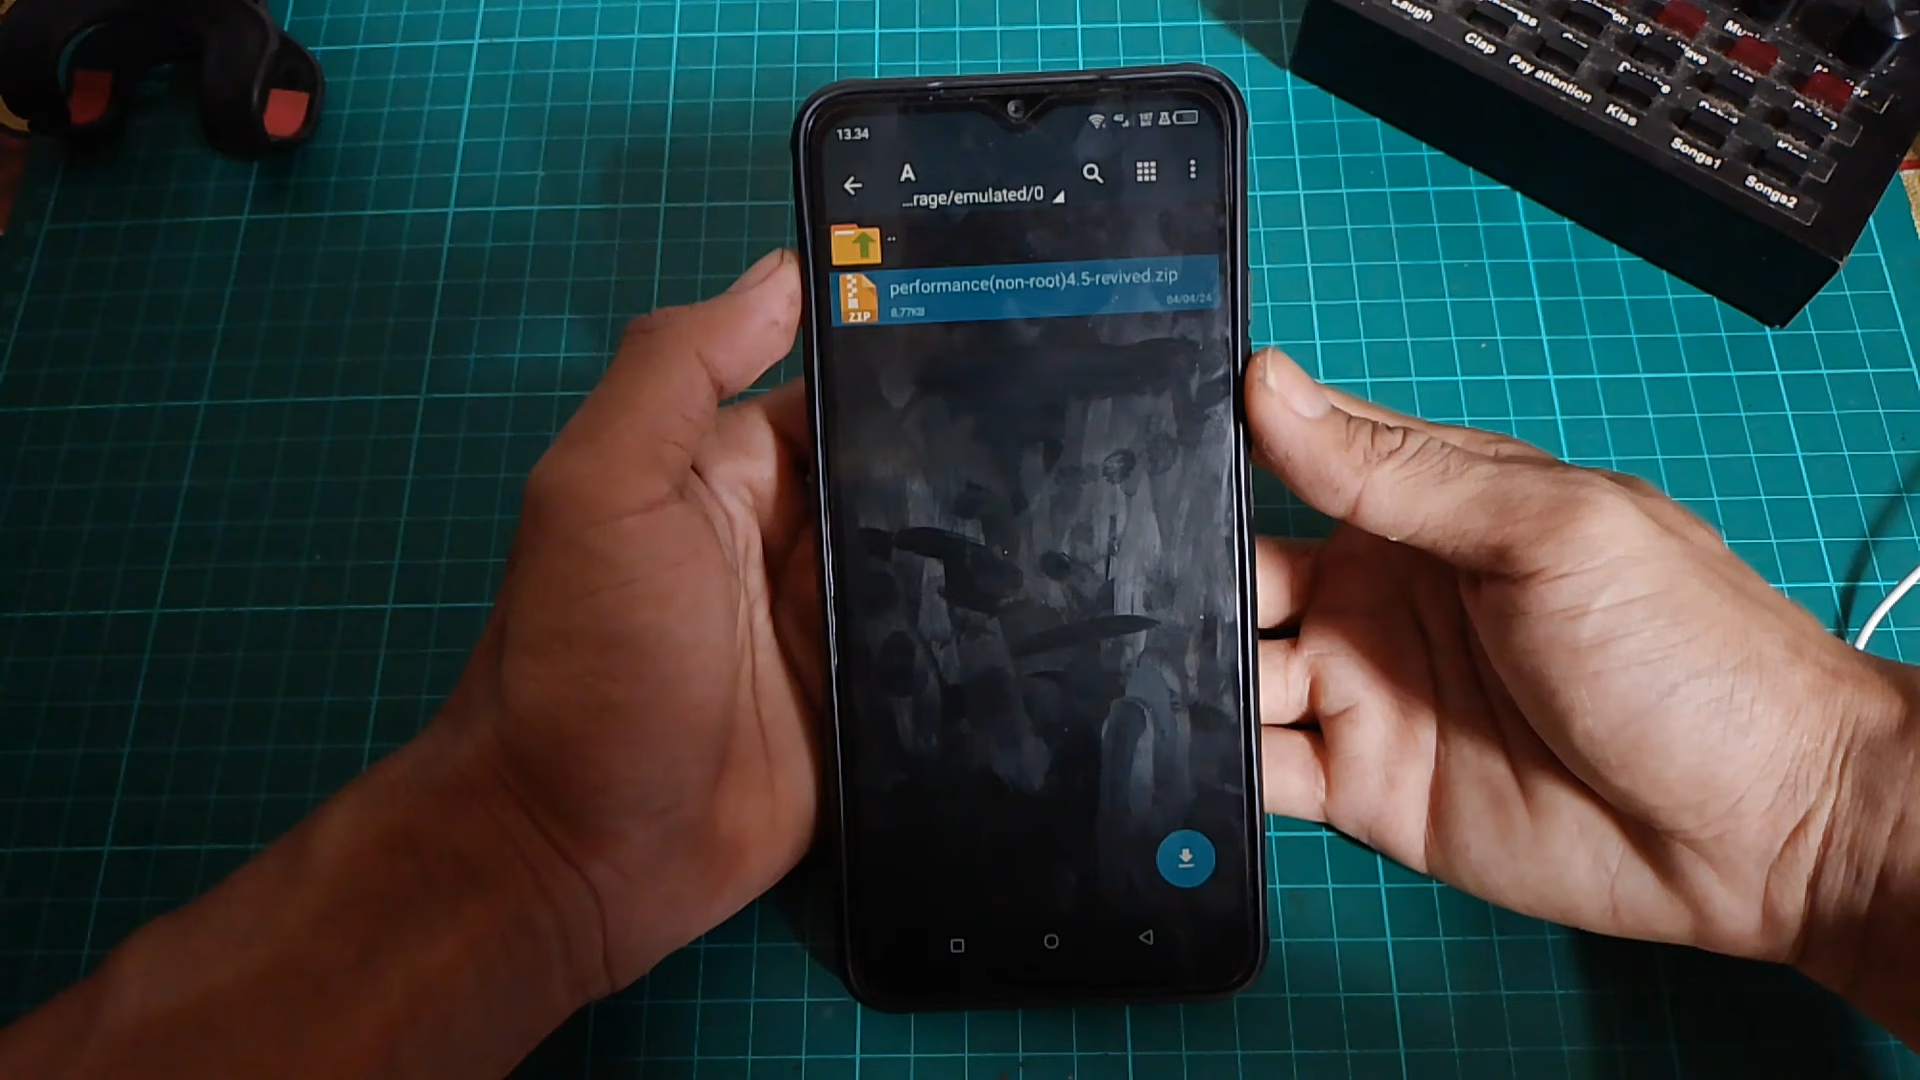 Laugh
Clap
Pay attention
Kiss
Songs1
Songs2
13.34
A
...rage/emulated/0
..
performance(non-root)4.5-revived.zip
ZIP
8.77KB
04/04/24